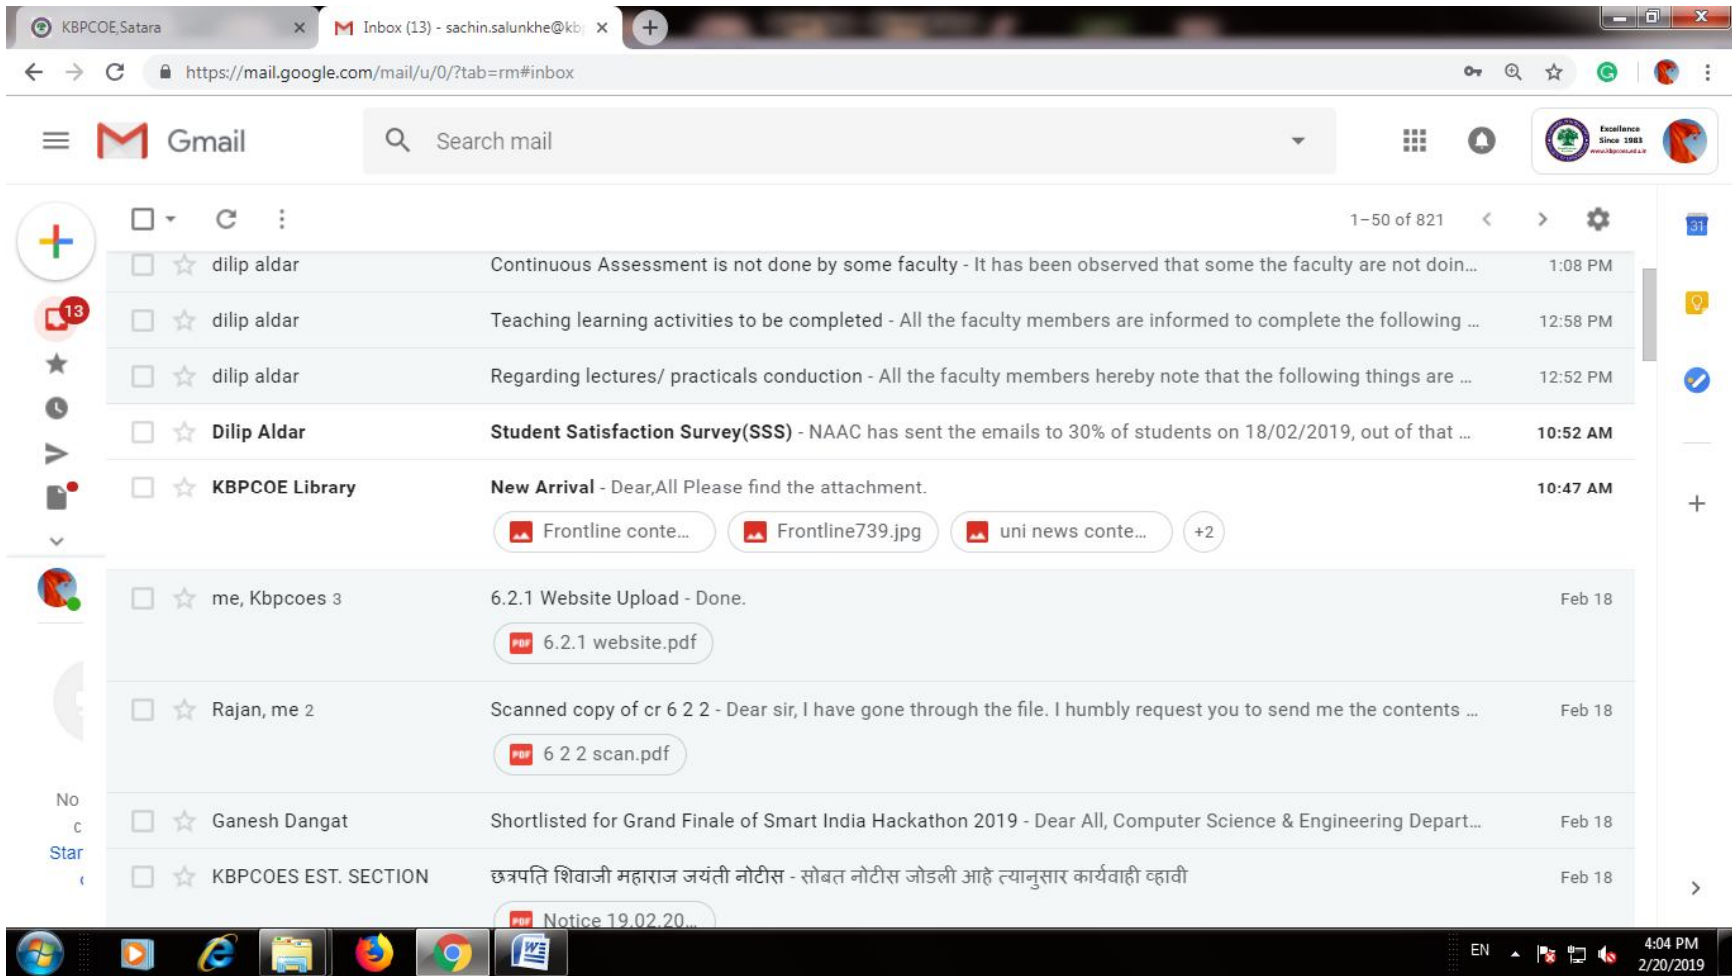 KBPCOE,Satara
Inbox (13) - sachin.salunkhe@kbp
https://mail.google.com/mail/u/0/?tab=rm#inbox
Gmail
Search mail
Excellence
Since 1983
www.kbpcoes.edu.in
1-50 of 821
31
dilip aldar Continuous Assessment is not done by some faculty - It has been observed that some the faculty are not doin... 1:08 PM
13
dilip aldar Teaching learning activities to be completed - All the faculty members are informed to complete the following ... 12:58 PM
dilip aldar Regarding lectures/ practicals conduction - All the faculty members hereby note that the following things are ... 12:52 PM
Dilip Aldar Student Satisfaction Survey(SSS) - NAAC has sent the emails to 30% of students on 18/02/2019, out of that ... 10:52 AM
KBPCOE Library New Arrival - Dear,All Please find the attachment. 10:47 AM
Frontline conte... Frontline739.jpg uni news conte... +2
me, Kbpcoes 3 6.2.1 Website Upload - Done. Feb 18
PDF 6.2.1 website.pdf
Rajan, me 2 Scanned copy of cr 6 2 2 - Dear sir, I have gone through the file. I humbly request you to send me the contents ... Feb 18
PDF 6 2 2 scan.pdf
No
c
Star
Ganesh Dangat Shortlisted for Grand Finale of Smart India Hackathon 2019 - Dear All, Computer Science & Engineering Depart... Feb 18
KBPCOES EST. SECTION छत्रपति शिवाजी महाराज जयंती नोटीस - सोबत नोटीस जोडली आहे त्यानुसार कार्यवाही व्हावी Feb 18
PDF Notice 19.02.20...
EN
4:04 PM
2/20/2019